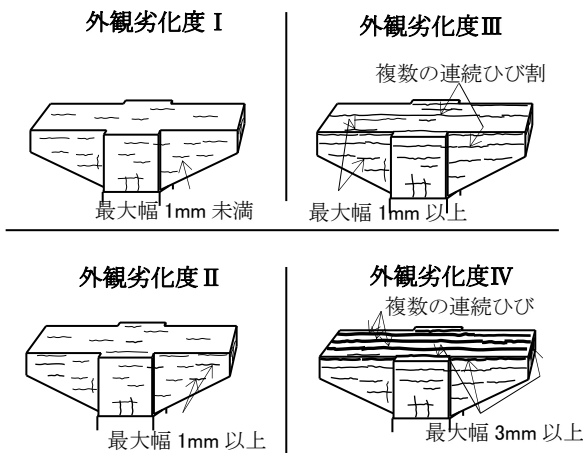 外観劣化度Ⅰ
最大幅 1mm 未満
外観劣化度Ⅲ
複数の連続ひび割
最大幅 1mm 以上
外観劣化度Ⅱ
最大幅 1mm 以上
外観劣化度Ⅳ
複数の連続ひび
最大幅 3mm 以上